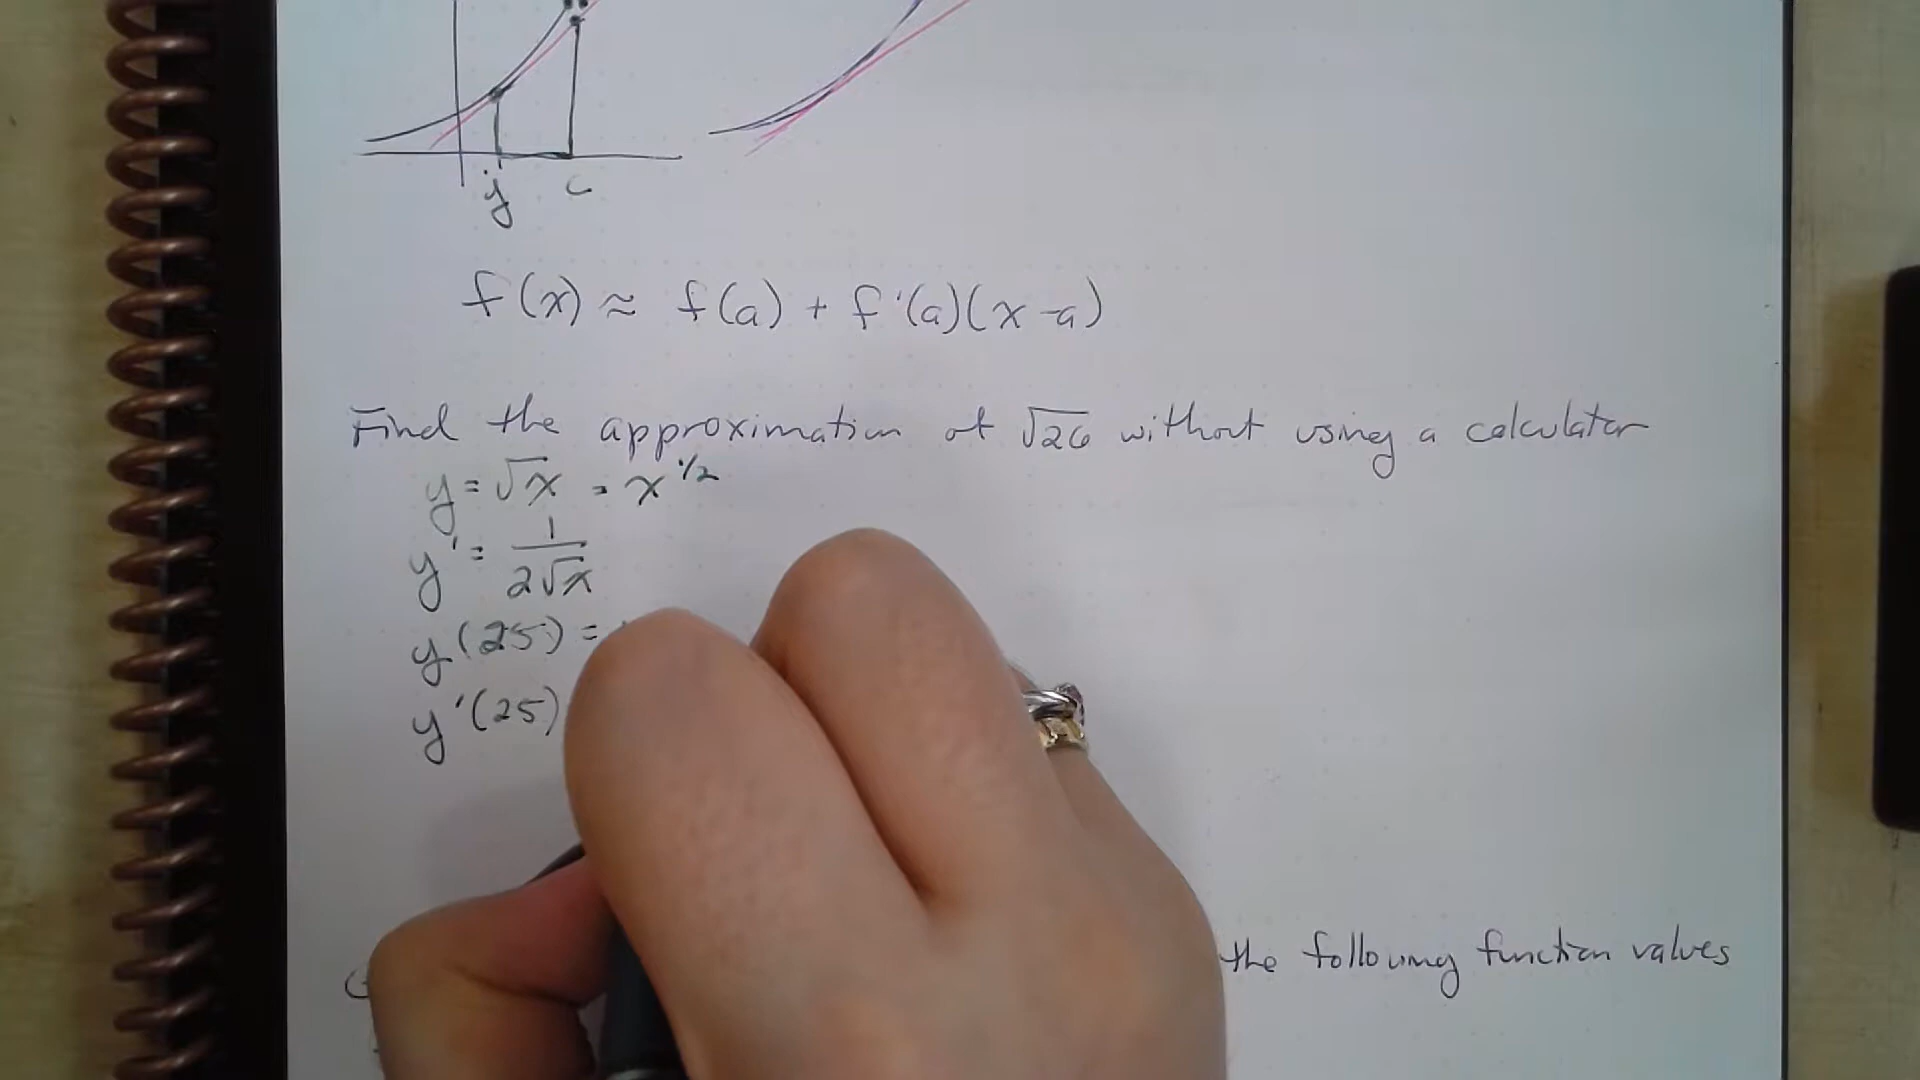 y c
f(x) ≈ f(a) + f'(a)(x-a)
Find the approximation of √26 without using a calculator
y = √x = x^1/2
y' = 1/(2√x)
y(25) =
y'(25)
the following function values